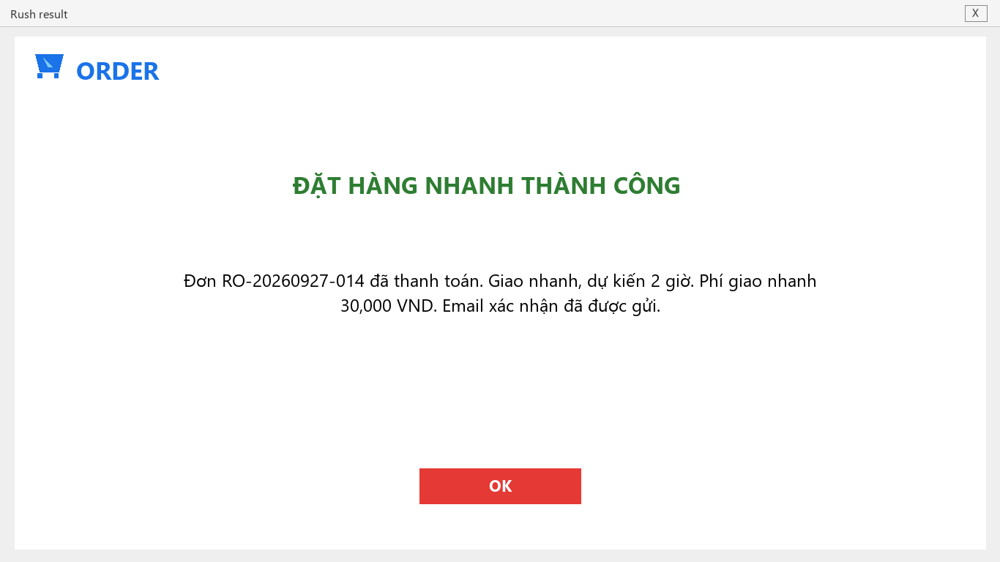 Rush result
X
ORDER
ĐẶT HÀNG NHANH THÀNH CÔNG
Đơn RO-20260927-014 đã thanh toán. Giao nhanh, dự kiến 2 giờ. Phí giao nhanh
30,000 VND. Email xác nhận đã được gửi.
OK